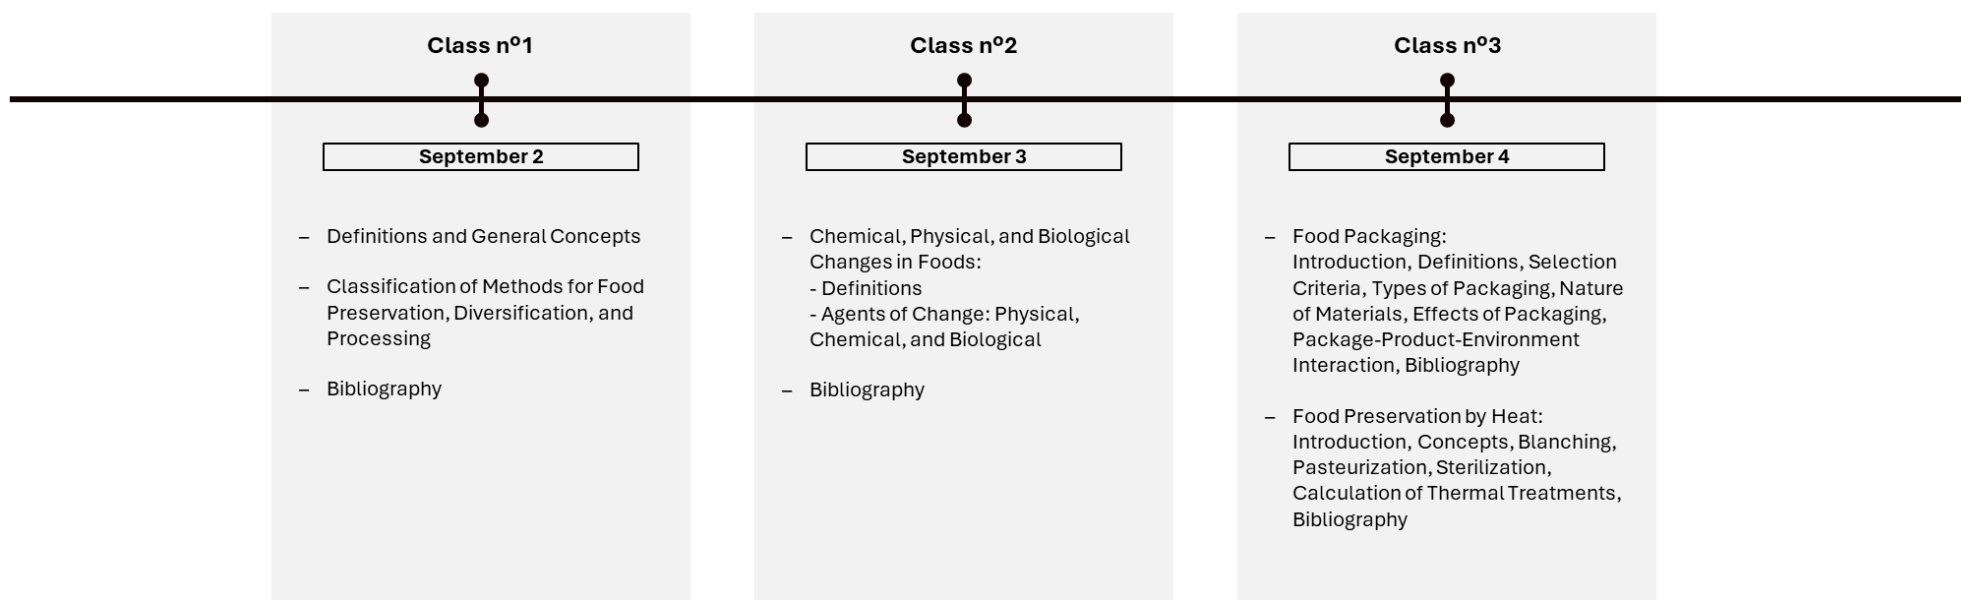 Class nº1
September 2
– Definitions and General Concepts
– Classification of Methods for Food
Preservation, Diversification, and
Processing
– Bibliography
Class nº2
September 3
– Chemical, Physical, and Biological
Changes in Foods:
- Definitions
- Agents of Change: Physical,
Chemical, and Biological
– Bibliography
Class nº3
September 4
– Food Packaging:
Introduction, Definitions, Selection
Criteria, Types of Packaging, Nature
of Materials, Effects of Packaging,
Package-Product-Environment
Interaction, Bibliography
– Food Preservation by Heat:
Introduction, Concepts, Blanching,
Pasteurization, Sterilization,
Calculation of Thermal Treatments,
Bibliography